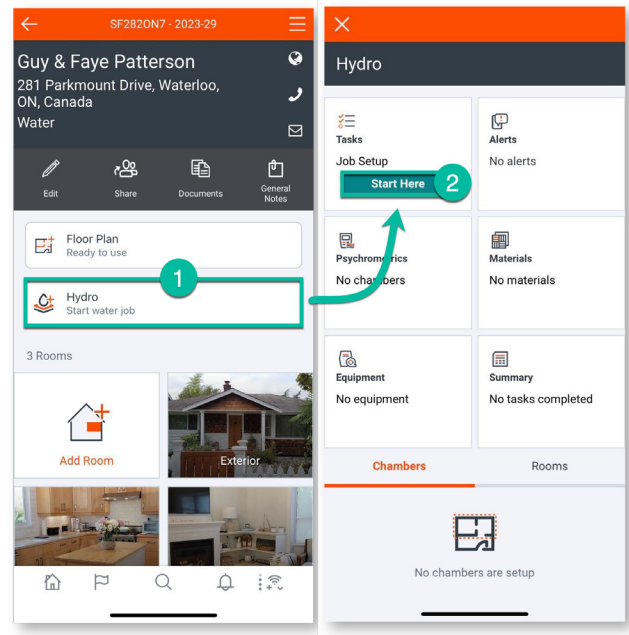 SF282ON7 - 2023-29
Guy & Faye Patterson
281 Parkmount Drive, Waterloo,
ON, Canada
Water
Edit
Share
Documents
General
Notes
Floor Plan
Ready to use
1
Hydro
Start water job
3 Rooms
Add Room
Exterior
Hydro
Tasks
Job Setup
Start Here
2
Alerts
No alerts
Psychrometrics
No chambers
Materials
No materials
Equipment
No equipment
Summary
No tasks completed
Chambers
Rooms
No chambers are setup